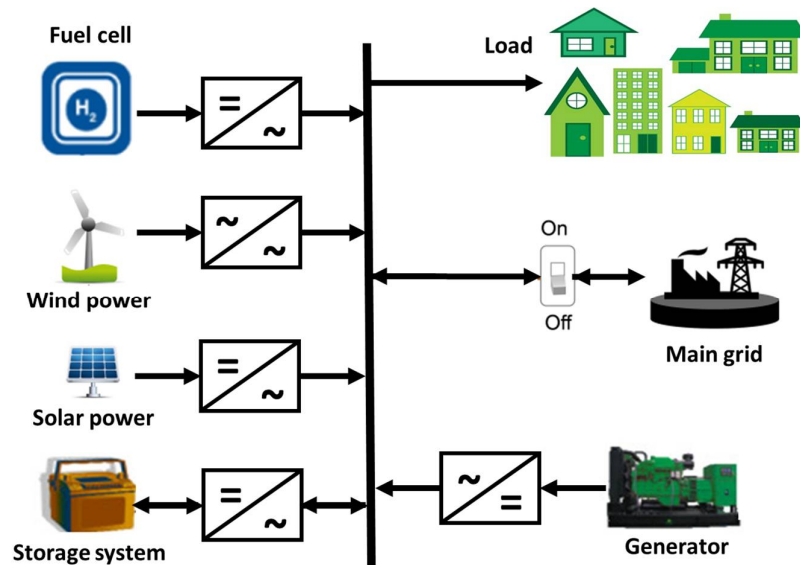 Fuel cell
H₂
=
~
Load
Wind power
~
~
On
Off
Main grid
Solar power
=
~
Storage system
=
~
~
=
Generator